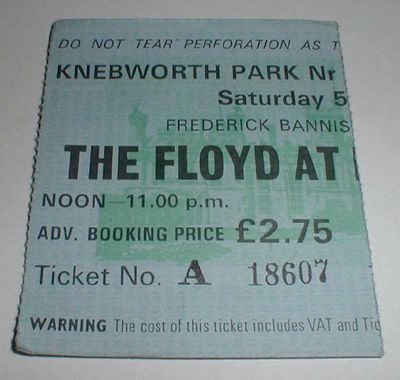 DO NOT TEAR PERFORATION AS T
KNEBWORTH PARK Nr
Saturday 5
FREDERICK BANNIS
THE FLOYD AT
NOON—11.00 p.m.
ADV. BOOKING PRICE £2.75
Ticket No. A 18607
WARNING The cost of this ticket includes VAT and Tic